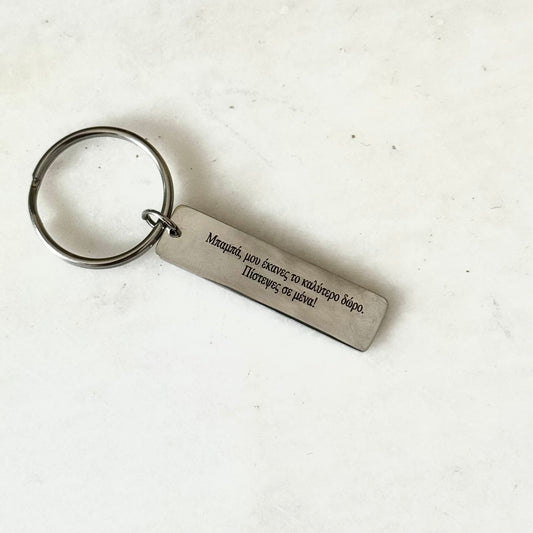 Μπαμπά, μου έκανες το καλύτερο δώρο.
Πίστεψες σε μένα!